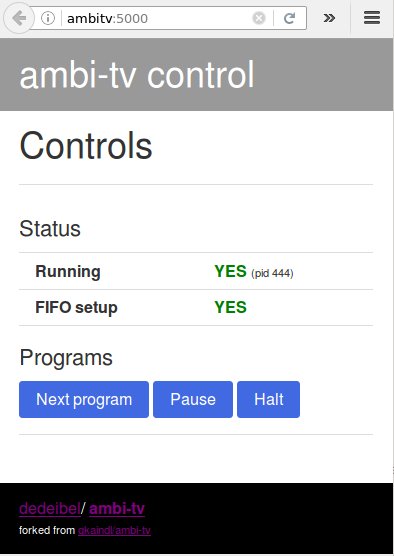 ambitv:5000
ambi-tv control
Controls
Status
Running YES (pid 444)
FIFO setup YES
Programs
Next program Pause Halt
dedeibel/ ambi-tv
forked from gkaindl/ambi-tv